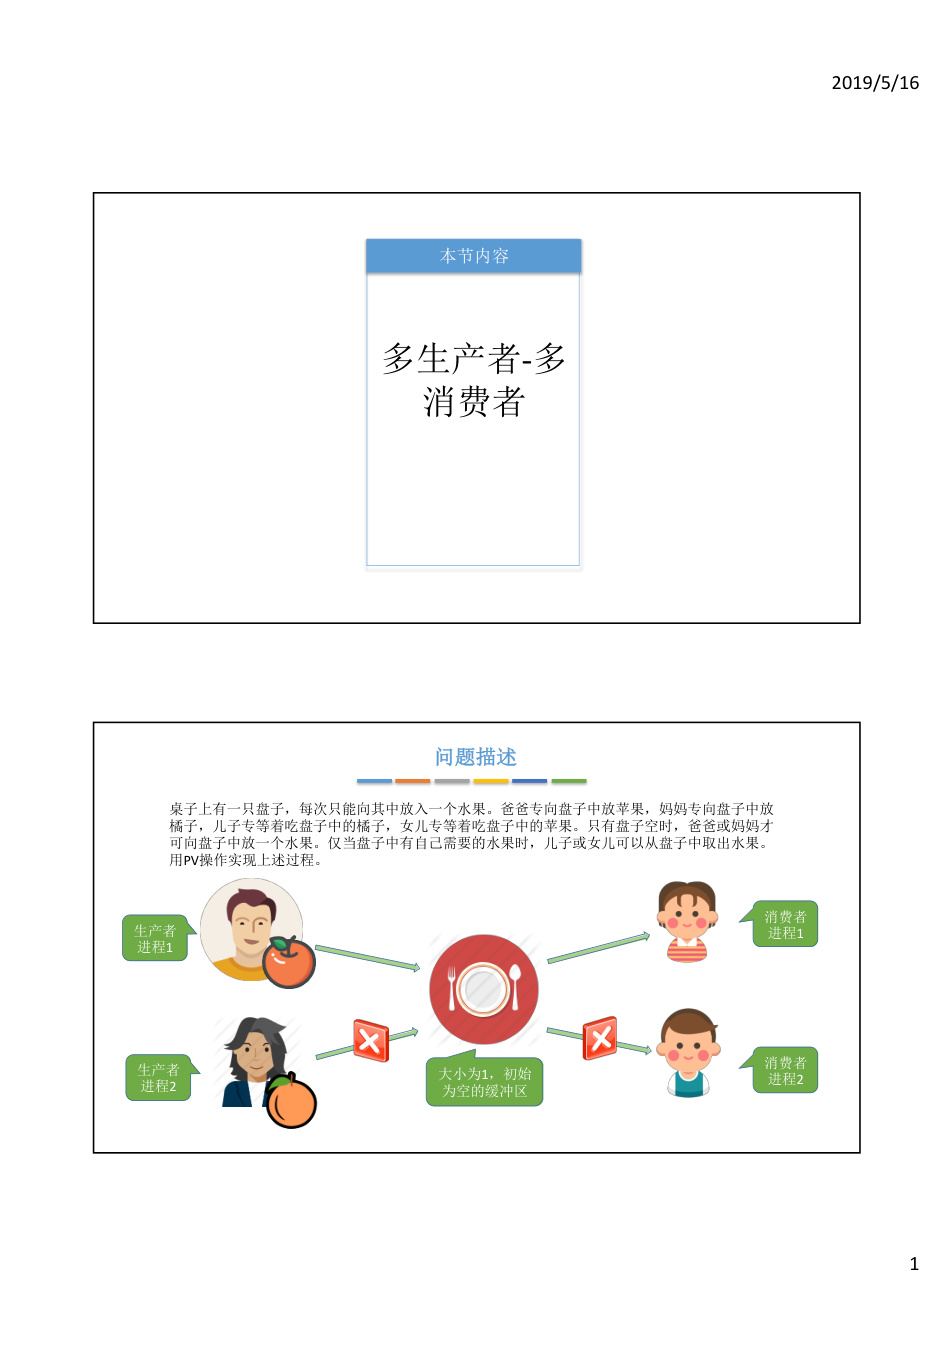 2019/5/16
本节内容
多生产者-多
消费者
问题描述
桌子上有一只盘子，每次只能向其中放入一个水果。爸爸专向盘子中放苹果，妈妈专向盘子中放
橘子，儿子专等着吃盘子中的橘子，女儿专等着吃盘子中的苹果。只有盘子空时，爸爸或妈妈才
可向盘子中放一个水果。仅当盘子中有自己需要的水果时，儿子或女儿可以从盘子中取出水果。
用PV操作实现上述过程。
生产者
进程1
消费者
进程1
生产者
进程2
大小为1，初始
为空的缓冲区
消费者
进程2
1